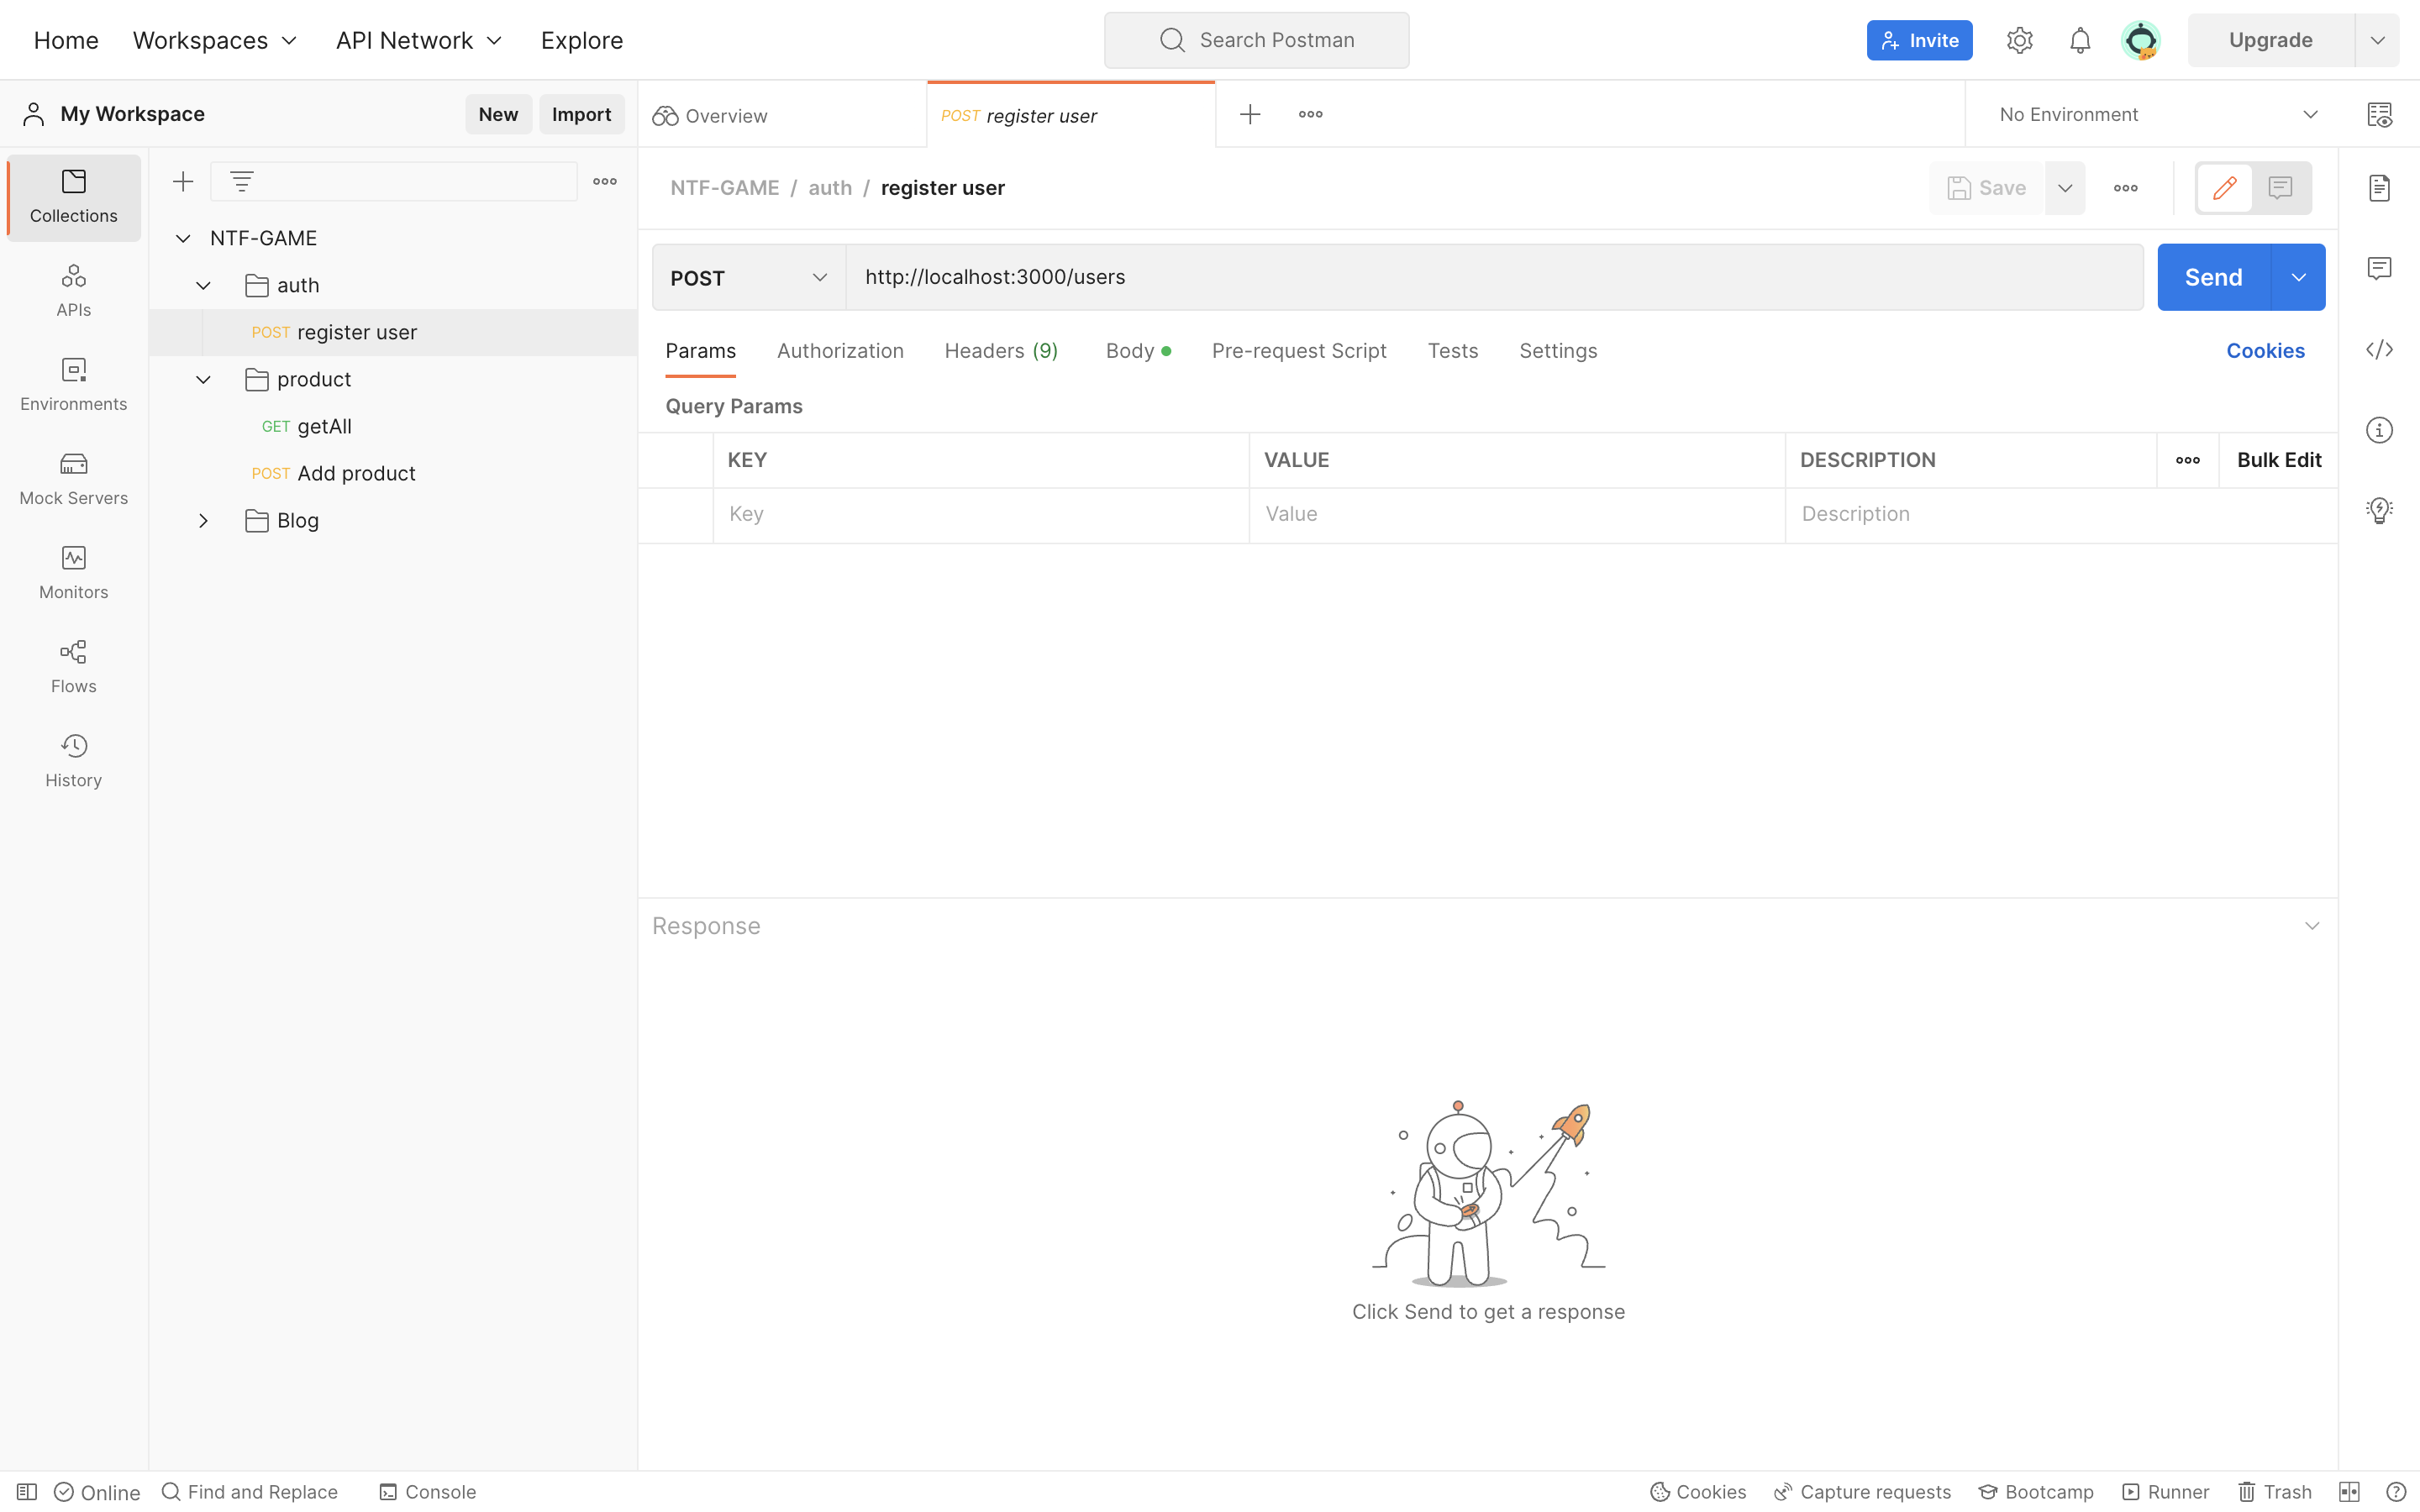 Home Workspaces API Network Explore Search Postman Invite Upgrade
My Workspace New Import Overview POST register user No Environment
Collections
APIs
Environments
Mock Servers
Monitors
Flows
History
NTF-GAME
auth
POST register user
product
GET getAll
POST Add product
Blog
NTF-GAME / auth / register user Save
POST http://localhost:3000/users Send
Params Authorization Headers (9) Body Pre-request Script Tests Settings Cookies
Query Params
KEY VALUE DESCRIPTION Bulk Edit
Key Value Description
Response
Click Send to get a response
Online Find and Replace Console Cookies Capture requests Bootcamp Runner Trash